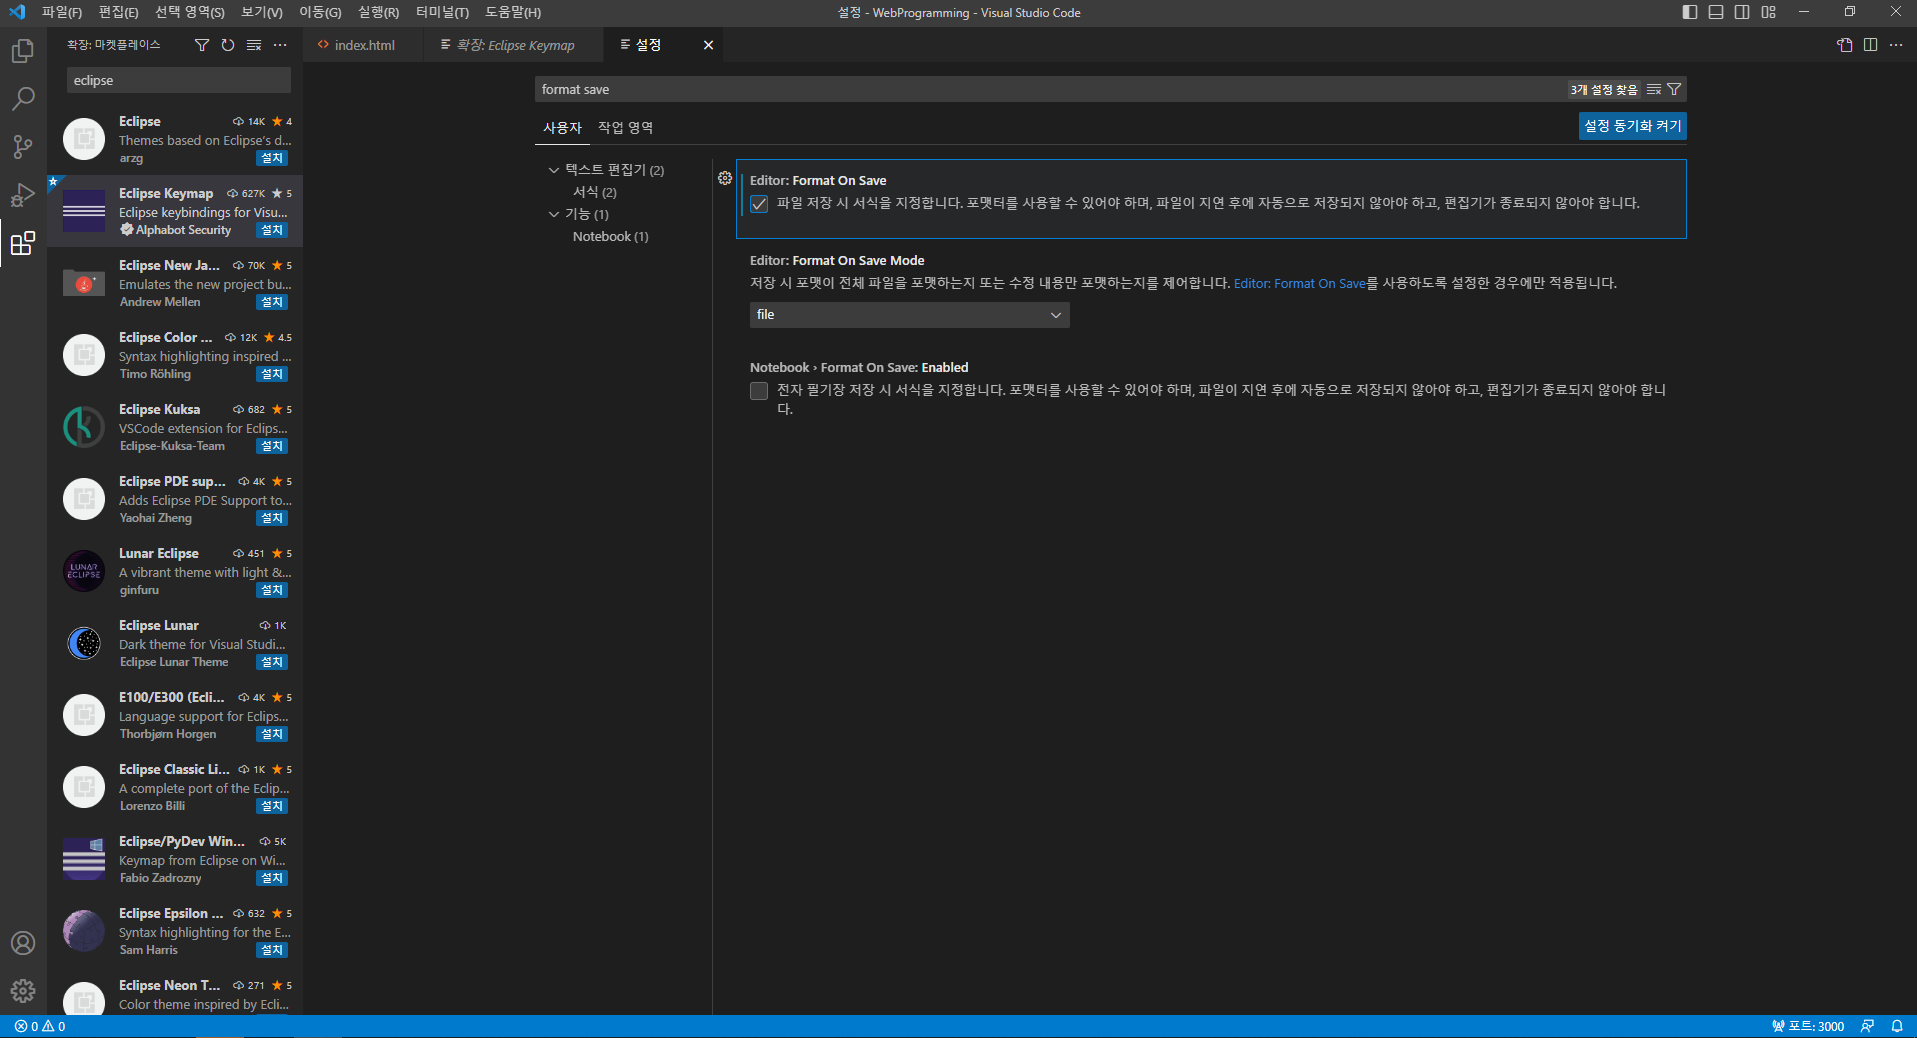 파일(F) 편집(E) 선택 영역(S) 보기(V) 이동(G) 실행(R) 터미널(T) 도움말(H)
설정 - WebProgramming - Visual Studio Code
확장: 마켓플레이스
eclipse
Eclipse 14K 4
Themes based on Eclipse's d...
arzg 설치
Eclipse Keymap 627K 5
Eclipse keybindings for Visu...
Alphabot Security 설치
Eclipse New Ja... 70K 5
Emulates the new project bu...
Andrew Mellen 설치
Eclipse Color ... 12K 4.5
Syntax highlighting inspired ...
Timo Röhling 설치
Eclipse Kuksa 682 5
VSCode extension for Eclips...
Eclipse-Kuksa-Team 설치
Eclipse PDE sup... 4K 5
Adds Eclipse PDE Support to...
Yaohai Zheng 설치
LUNAR
ECLIPSE
Lunar Eclipse 451 5
A vibrant theme with light &...
ginfuru 설치
Eclipse Lunar 1K
Dark theme for Visual Studi...
Eclipse Lunar Theme 설치
E100/E300 (Ecli... 4K 5
Language support for Eclips...
Thorbjørn Horgen 설치
Eclipse Classic Li... 1K 5
A complete port of the Eclip...
Lorenzo Billi 설치
Eclipse/PyDev Win... 5K
Keymap from Eclipse on Wi...
Fabio Zadrozny 설치
Eclipse Epsilon ... 632 5
Syntax highlighting for the E...
Sam Harris 설치
Eclipse Neon T... 271 5
Color theme inspired by Ecli...
index.html
확장: Eclipse Keymap
설정
format save
3개 설정 찾음
사용자 작업 영역
설정 동기화 켜기
텍스트 편집기 (2)
서식 (2)
기능 (1)
Notebook (1)
Editor: Format On Save
파일 저장 시 서식을 지정합니다. 포맷터를 사용할 수 있어야 하며, 파일이 지연 후에 자동으로 저장되지 않아야 하고, 편집기가 종료되지 않아야 합니다.
Editor: Format On Save Mode
저장 시 포맷이 전체 파일을 포맷하는지 또는 수정 내용만 포맷하는지를 제어합니다. Editor: Format On Save를 사용하도록 설정한 경우에만 적용됩니다.
file
Notebook › Format On Save: Enabled
전자 필기장 저장 시 서식을 지정합니다. 포맷터를 사용할 수 있어야 하며, 파일이 지연 후에 자동으로 저장되지 않아야 하고, 편집기가 종료되지 않아야 합니
다.
0 0
포트: 3000